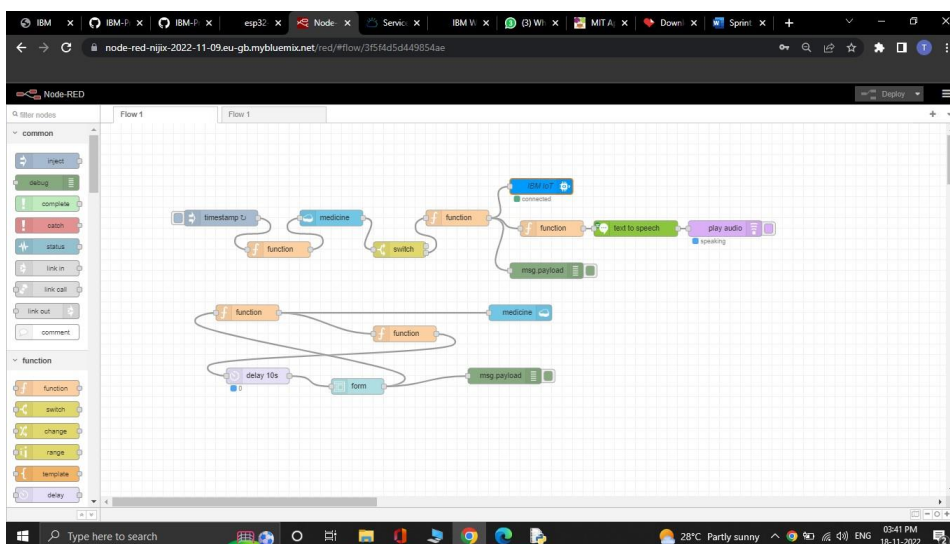 IBM
IBM-P
IBM-P
esp32
Node-
Servic
IBM W
(3) Wh
MIT A
Downl
Sprint
node-red-nijix-2022-11-09.eu-gb.mybluemix.net/red/#flow/3f5f4d5d449854ae
T
Node-RED
Deploy
filter nodes
Flow 1
Flow 1
common
inject
debug
complete
catch
status
link in
link call
link out
comment
function
function
switch
change
range
template
delay
IBM IoT
connected
timestamp
medicine
function
function
text to speech
play audio
speaking
function
switch
msg.payload
function
medicine
function
delay 10s
0
form
msg.payload
Type here to search
28°C Partly sunny
ENG
03:41 PM
18-11-2022